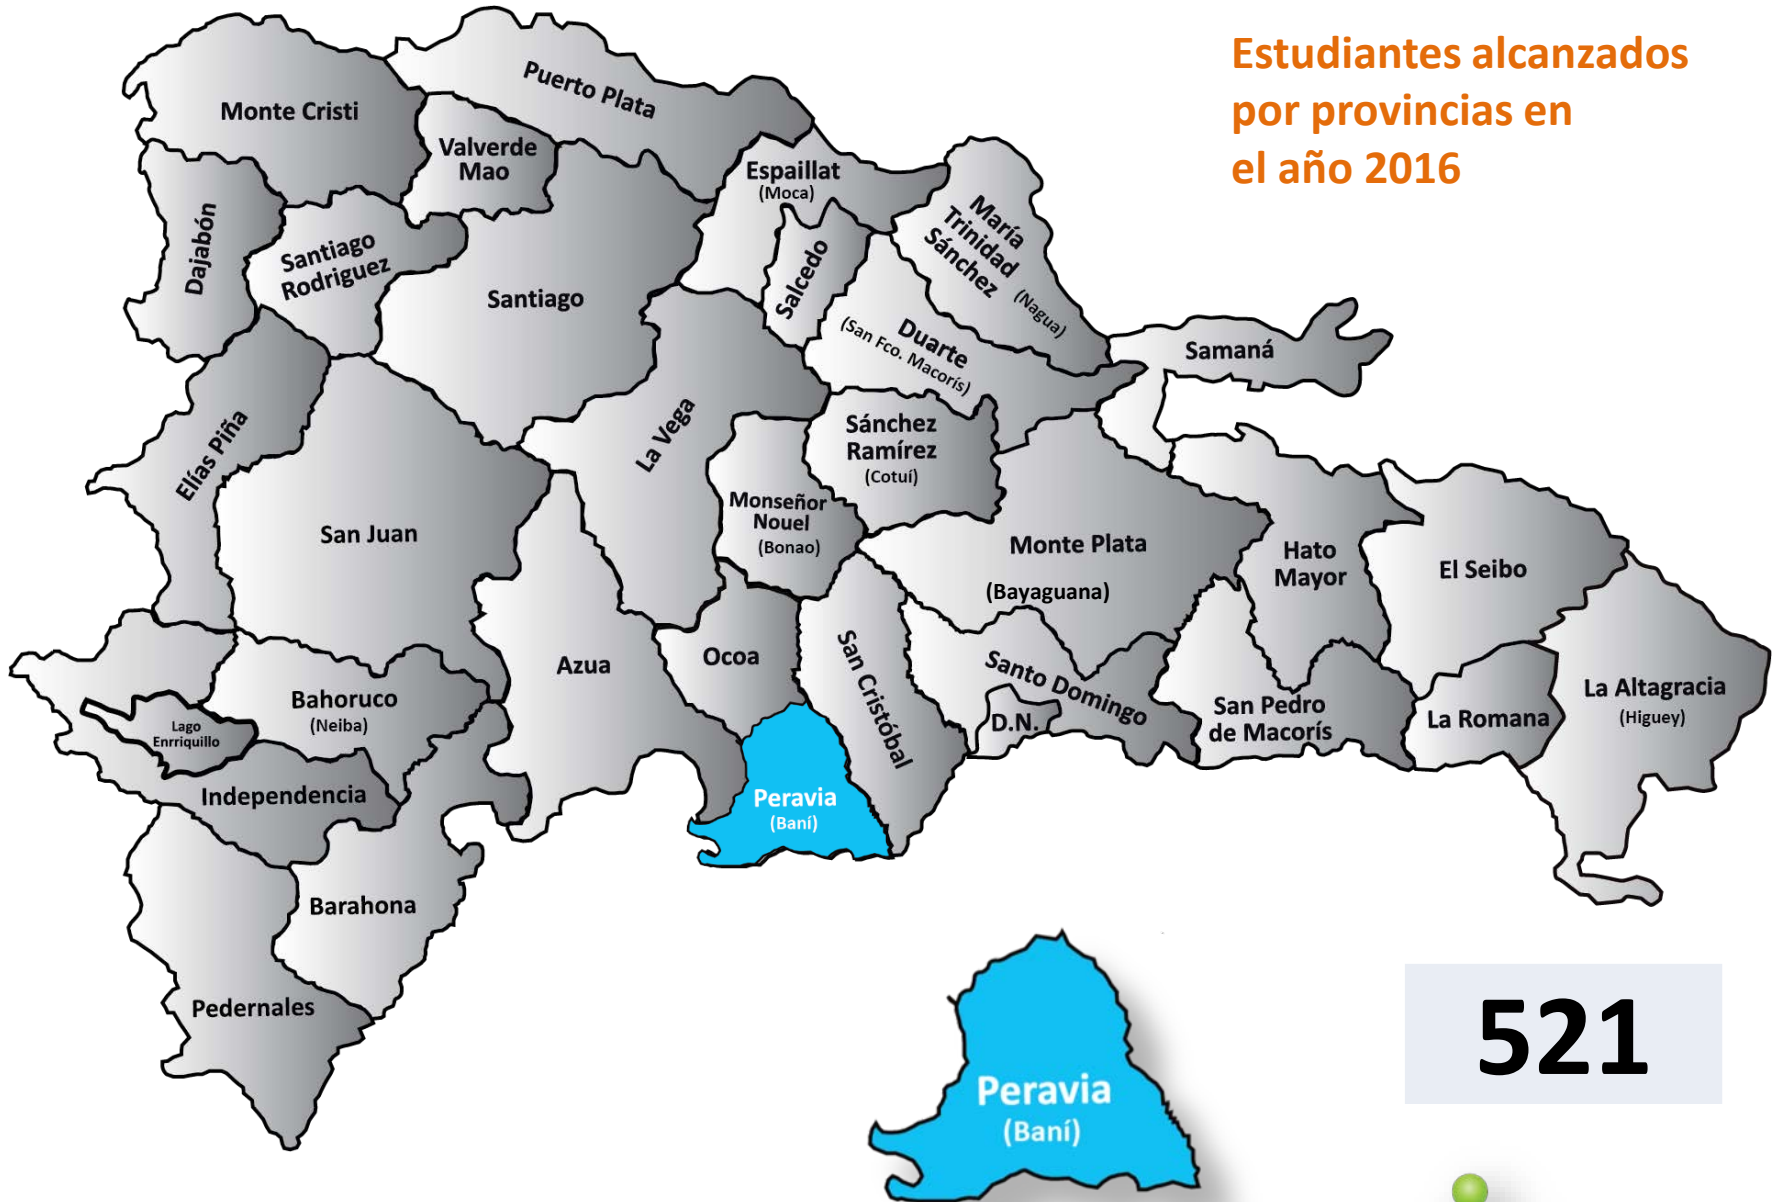 Estudiantes alcanzados
por provincias en
el año 2016
Monte Cristi
Puerto Plata
Valverde
Mao
Espaillat
(Moca)
María
Trinidad
Sánchez
(Nagua)
Dajabón
Santiago
Rodriguez
Santiago
Salcedo
Duarte
(San Fco. Macorís)
Samaná
Elías Piña
La Vega
Sánchez
Ramírez
(Cotuí)
San Juan
Monseñor
Nouel
(Bonao)
Monte Plata
(Bayaguana)
Hato
Mayor
El Seibo
Azua
Ocoa
San Cristóbal
Santo Domingo
D.N.
San Pedro
de Macorís
La Romana
La Altagracia
(Higuey)
Bahoruco
(Neiba)
Lago
Enrriquillo
Independencia
Peravia
(Baní)
Barahona
Pedernales
Peravia
(Baní)
521